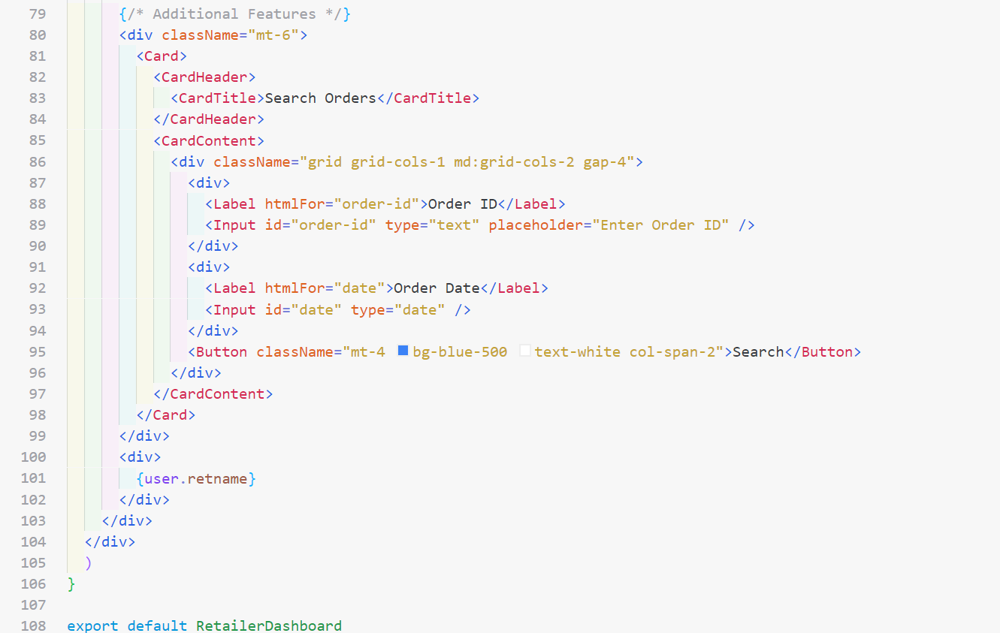 79 {/* Additional Features */}
80 <div className="mt-6">
81 <Card>
82 <CardHeader>
83 <CardTitle>Search Orders</CardTitle>
84 </CardHeader>
85 <CardContent>
86 <div className="grid grid-cols-1 md:grid-cols-2 gap-4">
87 <div>
88 <Label htmlFor="order-id">Order ID</Label>
89 <Input id="order-id" type="text" placeholder="Enter Order ID" />
90 </div>
91 <div>
92 <Label htmlFor="date">Order Date</Label>
93 <Input id="date" type="date" />
94 </div>
95 <Button className="mt-4 bg-blue-500 text-white col-span-2">Search</Button>
96 </div>
97 </CardContent>
98 </Card>
99 </div>
100 <div>
101 {user.retname}
102 </div>
103 </div>
104 </div>
105 )
106 }
107
108 export default RetailerDashboard